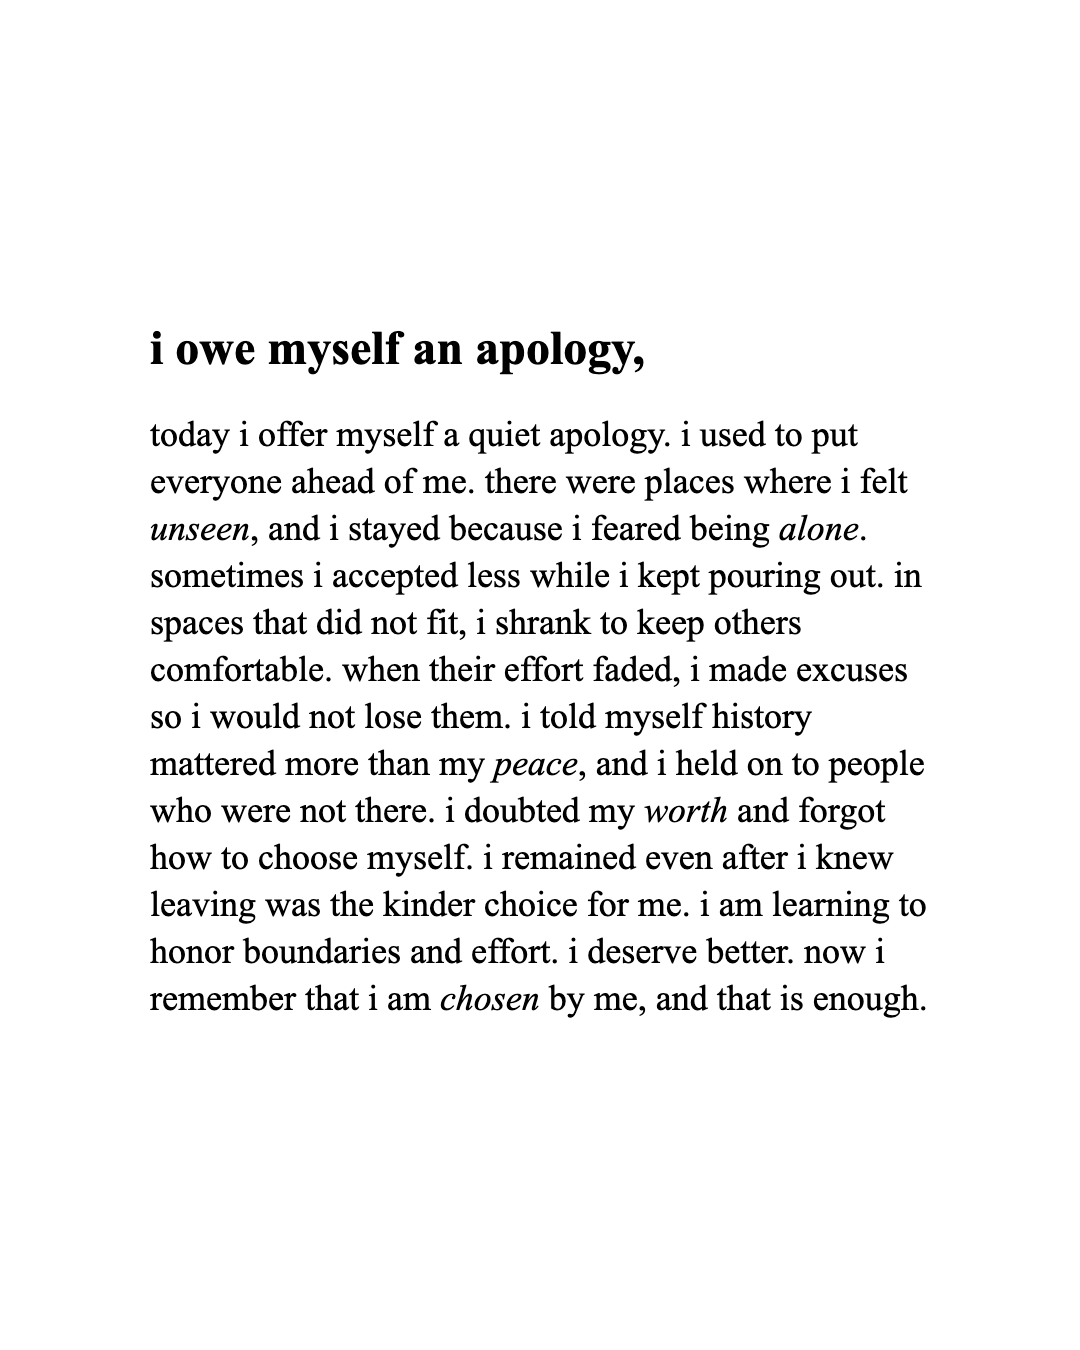 i owe myself an apology,
today i offer myself a quiet apology. i used to put
everyone ahead of me. there were places where i felt
unseen, and i stayed because i feared being alone.
sometimes i accepted less while i kept pouring out. in
spaces that did not fit, i shrank to keep others
comfortable. when their effort faded, i made excuses
so i would not lose them. i told myself history
mattered more than my peace, and i held on to people
who were not there. i doubted my worth and forgot
how to choose myself. i remained even after i knew
leaving was the kinder choice for me. i am learning to
honor boundaries and effort. i deserve better. now i
remember that i am chosen by me, and that is enough.